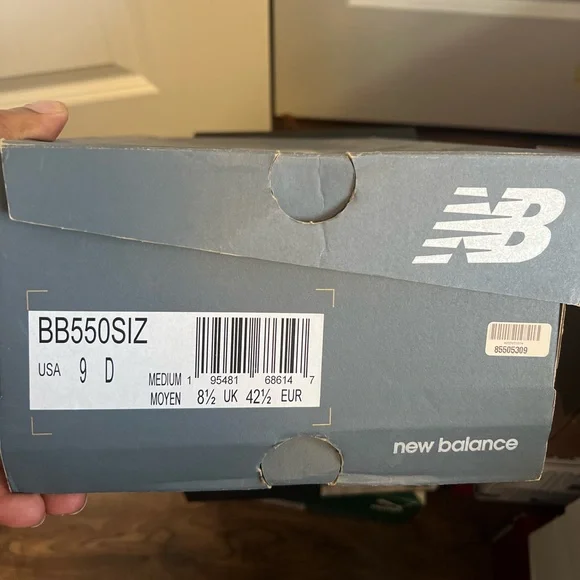 NB
BB550SIZ
USA 9 D
1 95481 68614 7
MEDIUM
MOYEN 8½ UK 42½ EUR
85505309
new balance